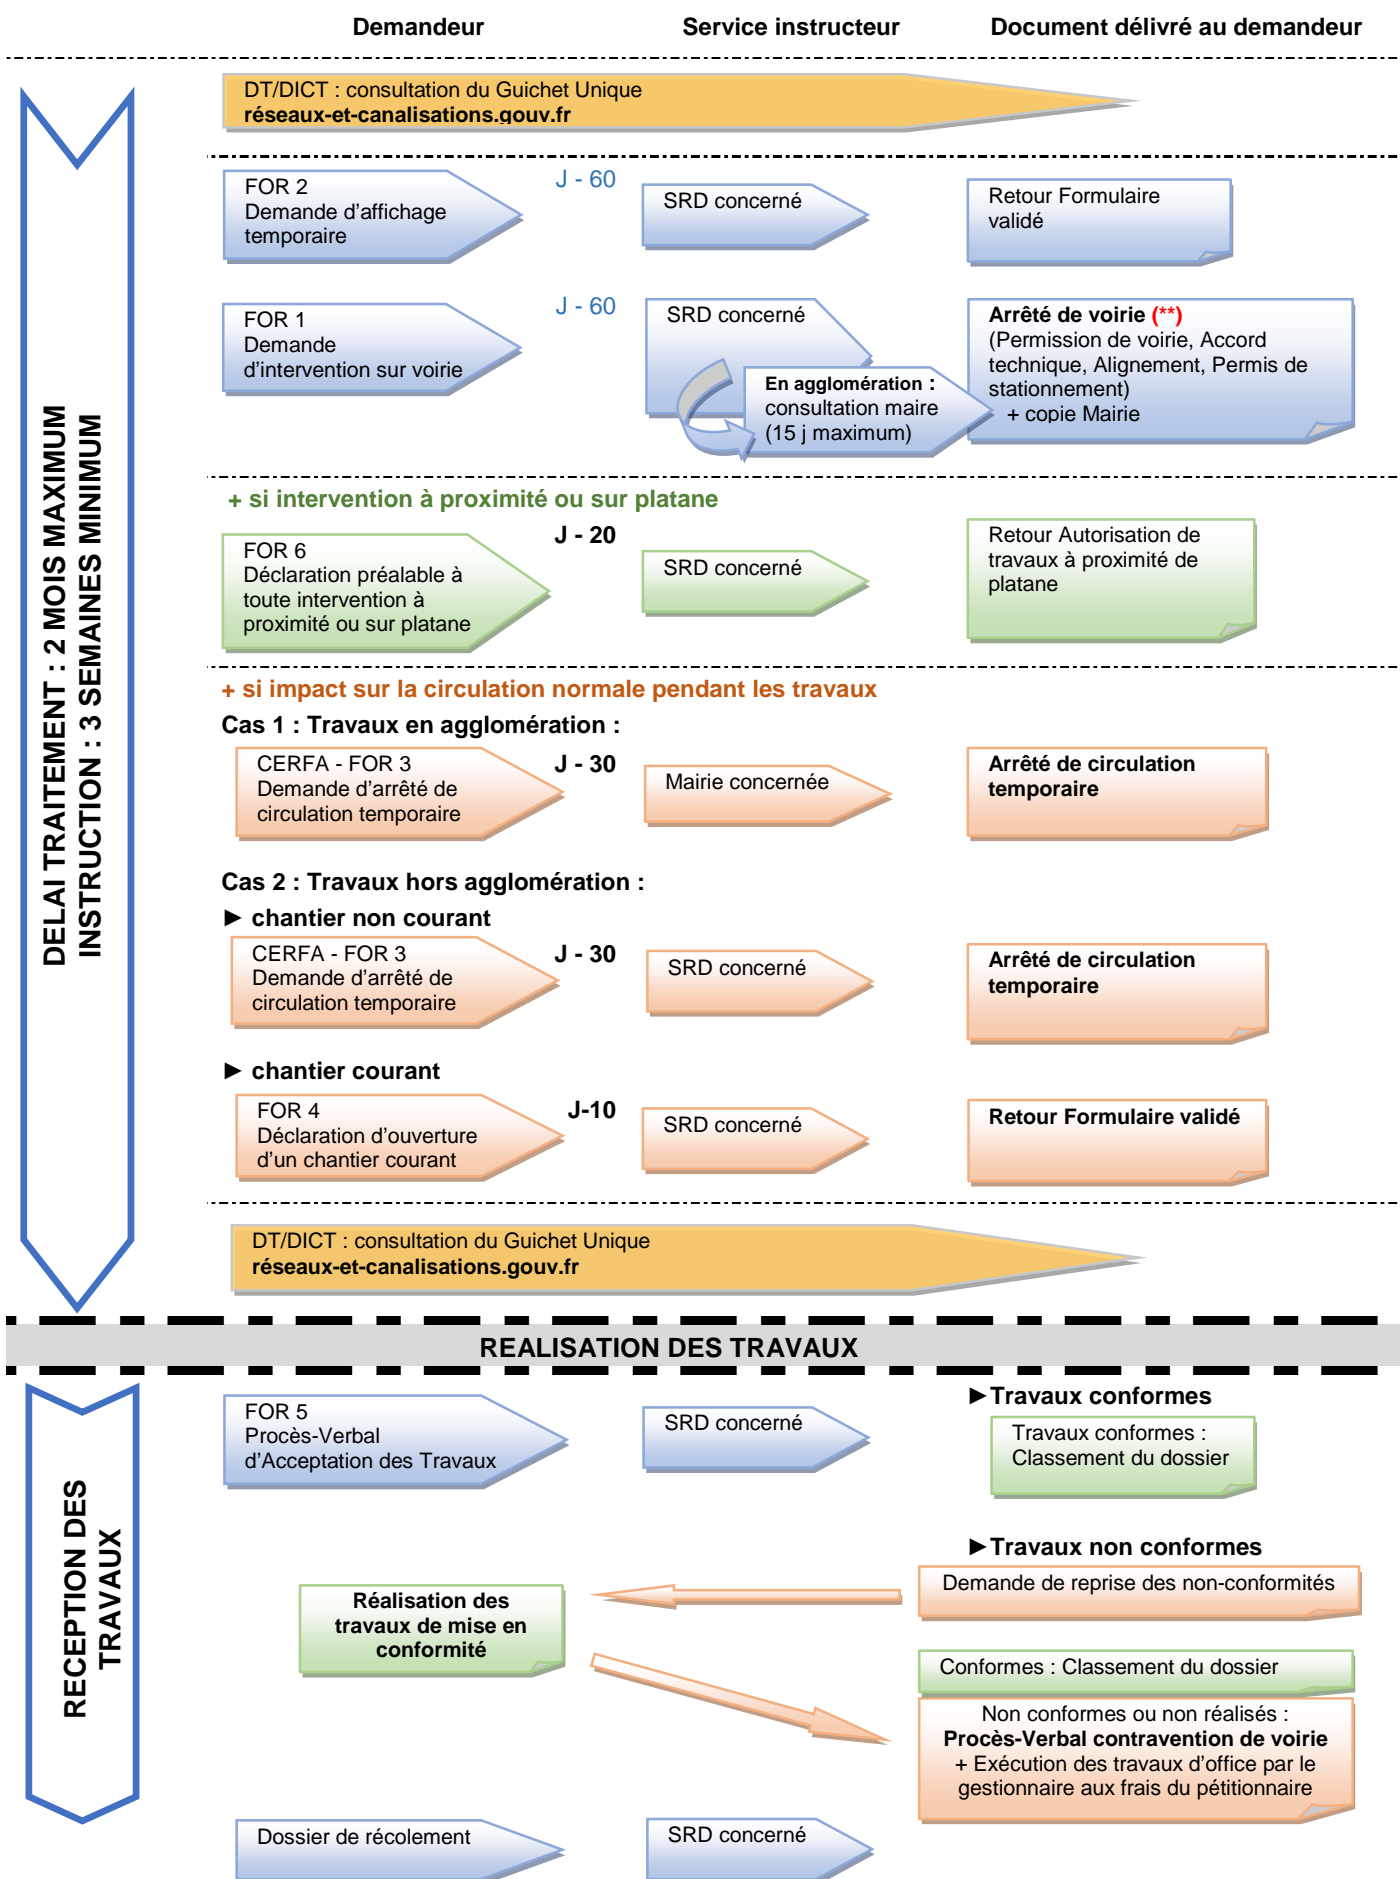 Demandeur
Service instructeur
Document délivré au demandeur
DT/DICT : consultation du Guichet Unique
réseaux-et-canalisations.gouv.fr
FOR 2
Demande d'affichage
temporaire
J - 60
SRD concerné
Retour Formulaire
validé
FOR 1
Demande
d'intervention sur voirie
J - 60
SRD concerné
En agglomération :
consultation maire
(15 j maximum)
Arrêté de voirie (**)
(Permission de voirie, Accord
technique, Alignement, Permis de
stationnement)
+ copie Mairie
DELAI TRAITEMENT : 2 MOIS MAXIMUM
INSTRUCTION : 3 SEMAINES MINIMUM
+ si intervention à proximité ou sur platane
FOR 6
Déclaration préalable à
toute intervention à
proximité ou sur platane
J - 20
SRD concerné
Retour Autorisation de
travaux à proximité de
platane
+ si impact sur la circulation normale pendant les travaux
Cas 1 : Travaux en agglomération :
CERFA - FOR 3
Demande d'arrêté de
circulation temporaire
J - 30
Mairie concernée
Arrêté de circulation
temporaire
Cas 2 : Travaux hors agglomération :
► chantier non courant
CERFA - FOR 3
Demande d'arrêté de
circulation temporaire
J - 30
SRD concerné
Arrêté de circulation
temporaire
► chantier courant
FOR 4
Déclaration d'ouverture
d'un chantier courant
J-10
SRD concerné
Retour Formulaire validé
DT/DICT : consultation du Guichet Unique
réseaux-et-canalisations.gouv.fr
REALISATION DES TRAVAUX
RECEPTION DES
TRAVAUX
FOR 5
Procès-Verbal
d'Acceptation des Travaux
SRD concerné
►Travaux conformes
Travaux conformes :
Classement du dossier
►Travaux non conformes
Demande de reprise des non-conformités
Réalisation des
travaux de mise en
conformité
Conformes : Classement du dossier
Non conformes ou non réalisés :
Procès-Verbal contravention de voirie
+ Exécution des travaux d'office par le
gestionnaire aux frais du pétitionnaire
Dossier de récolement
SRD concerné